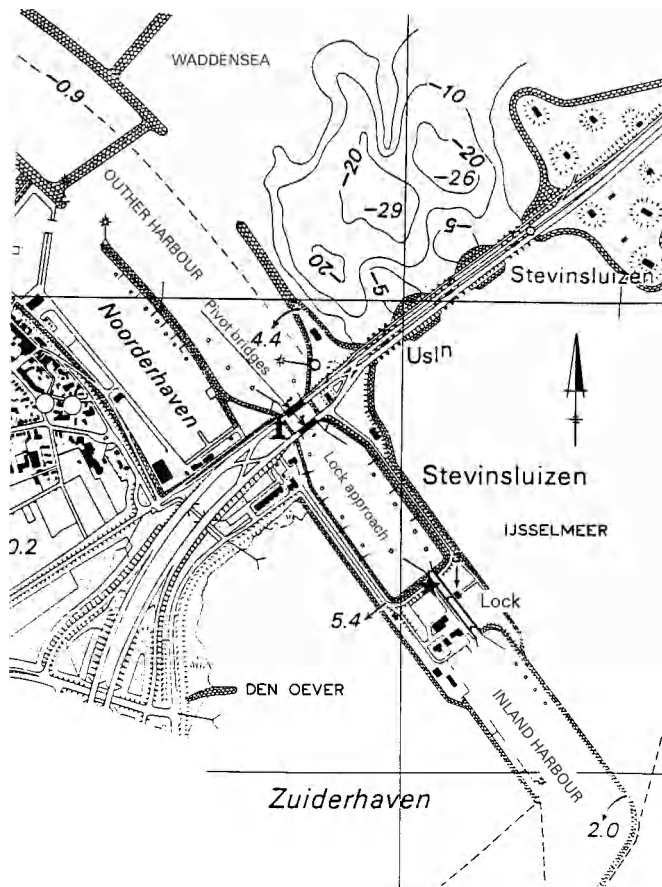 WADDENSEA
-0.9
-10
-20
-20
-26
-29
OUTHER HARBOUR
-5
-20
-5
Stevinsluizen
Noorderhaven
Pivot bridges
4.4
Usln
1
Stevinsluizen
Lock approach
IJSSELMEER
0.2
Lock
5.4
DEN OEVER
INLAND HARBOUR
Zuiderhaven
2.0